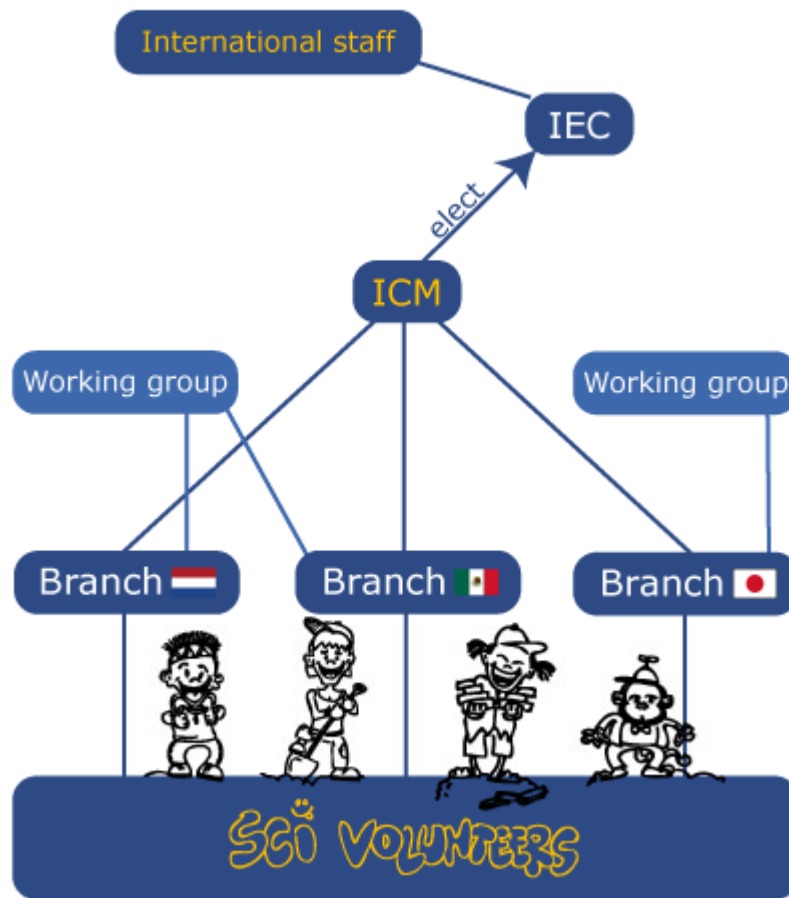 International staff
IEC
elect
ICM
Working group
Working group
Branch
Branch
Branch
SCI VOLUNTEERS